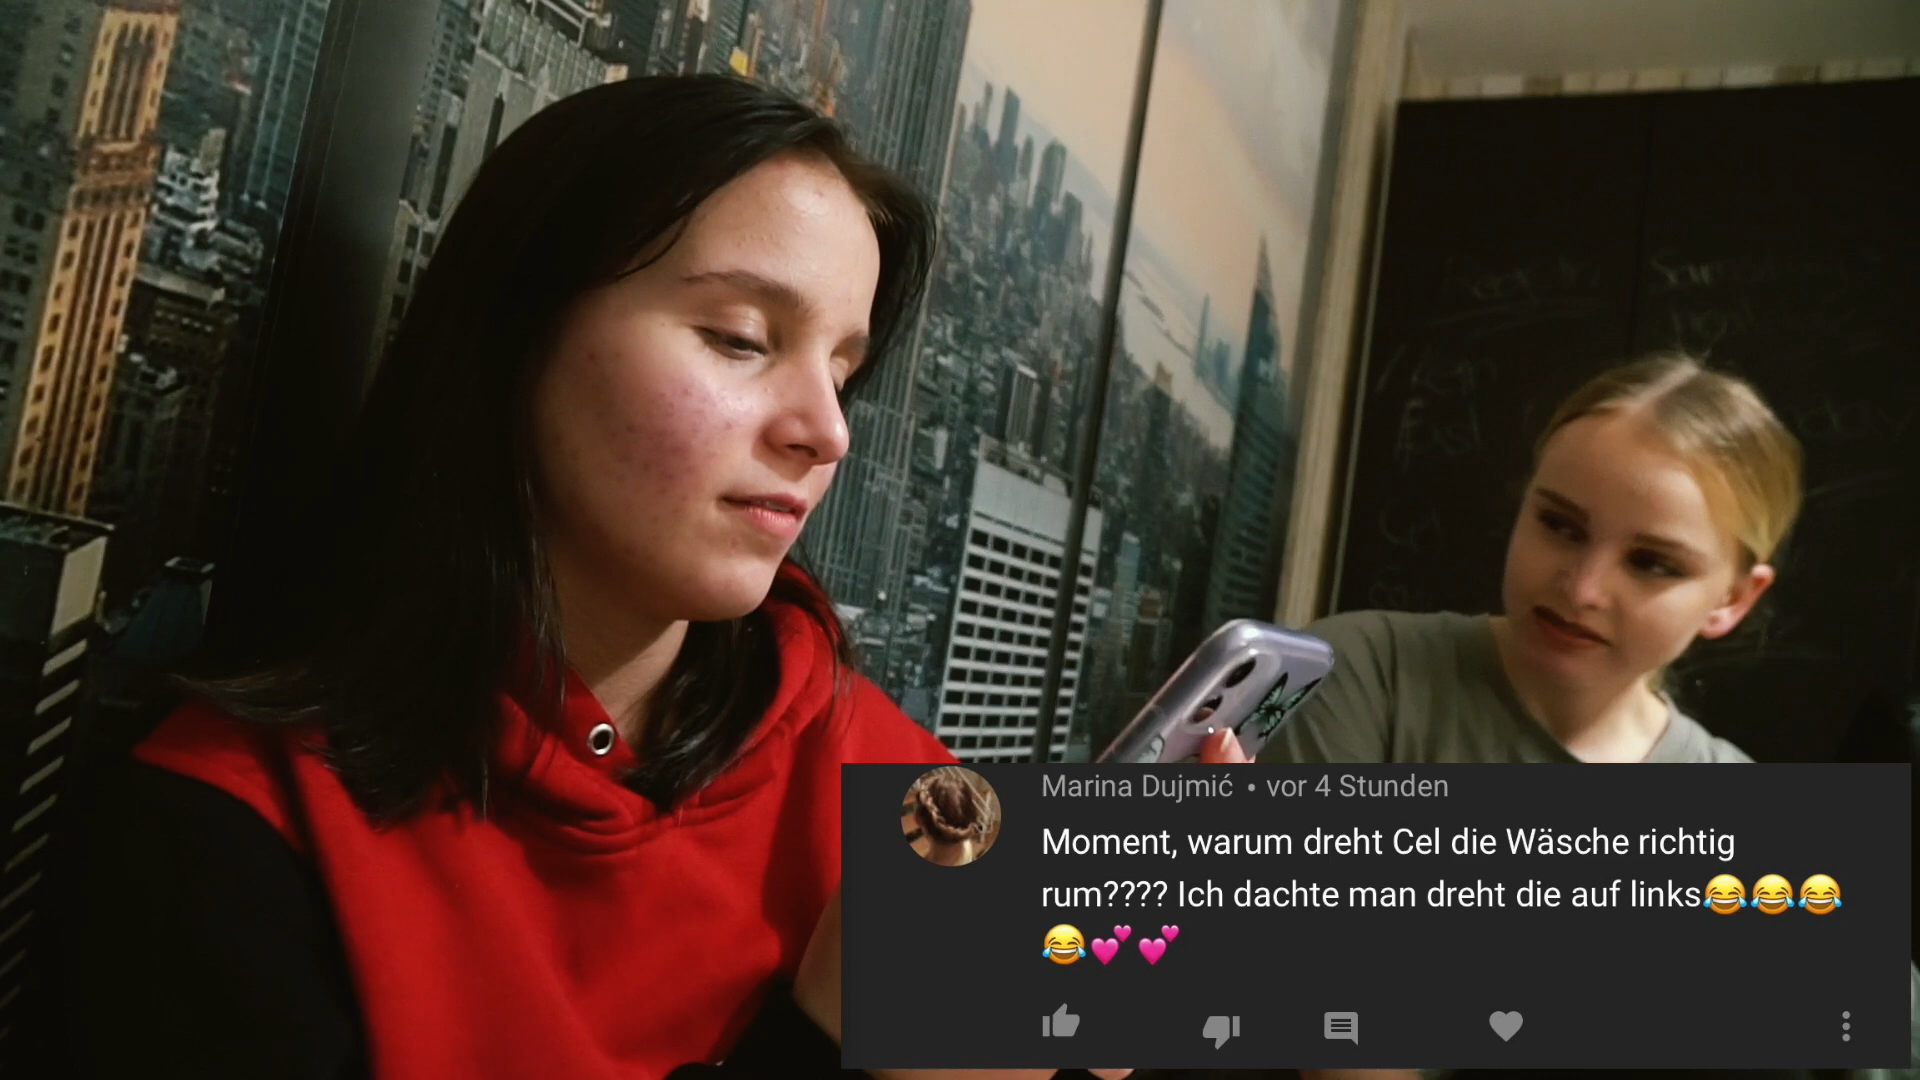 Marina Dujmić • vor 4 Stunden
Moment, warum dreht Cel die Wäsche richtig
rum???? Ich dachte man dreht die auf links😂😂😂
😂💕💕